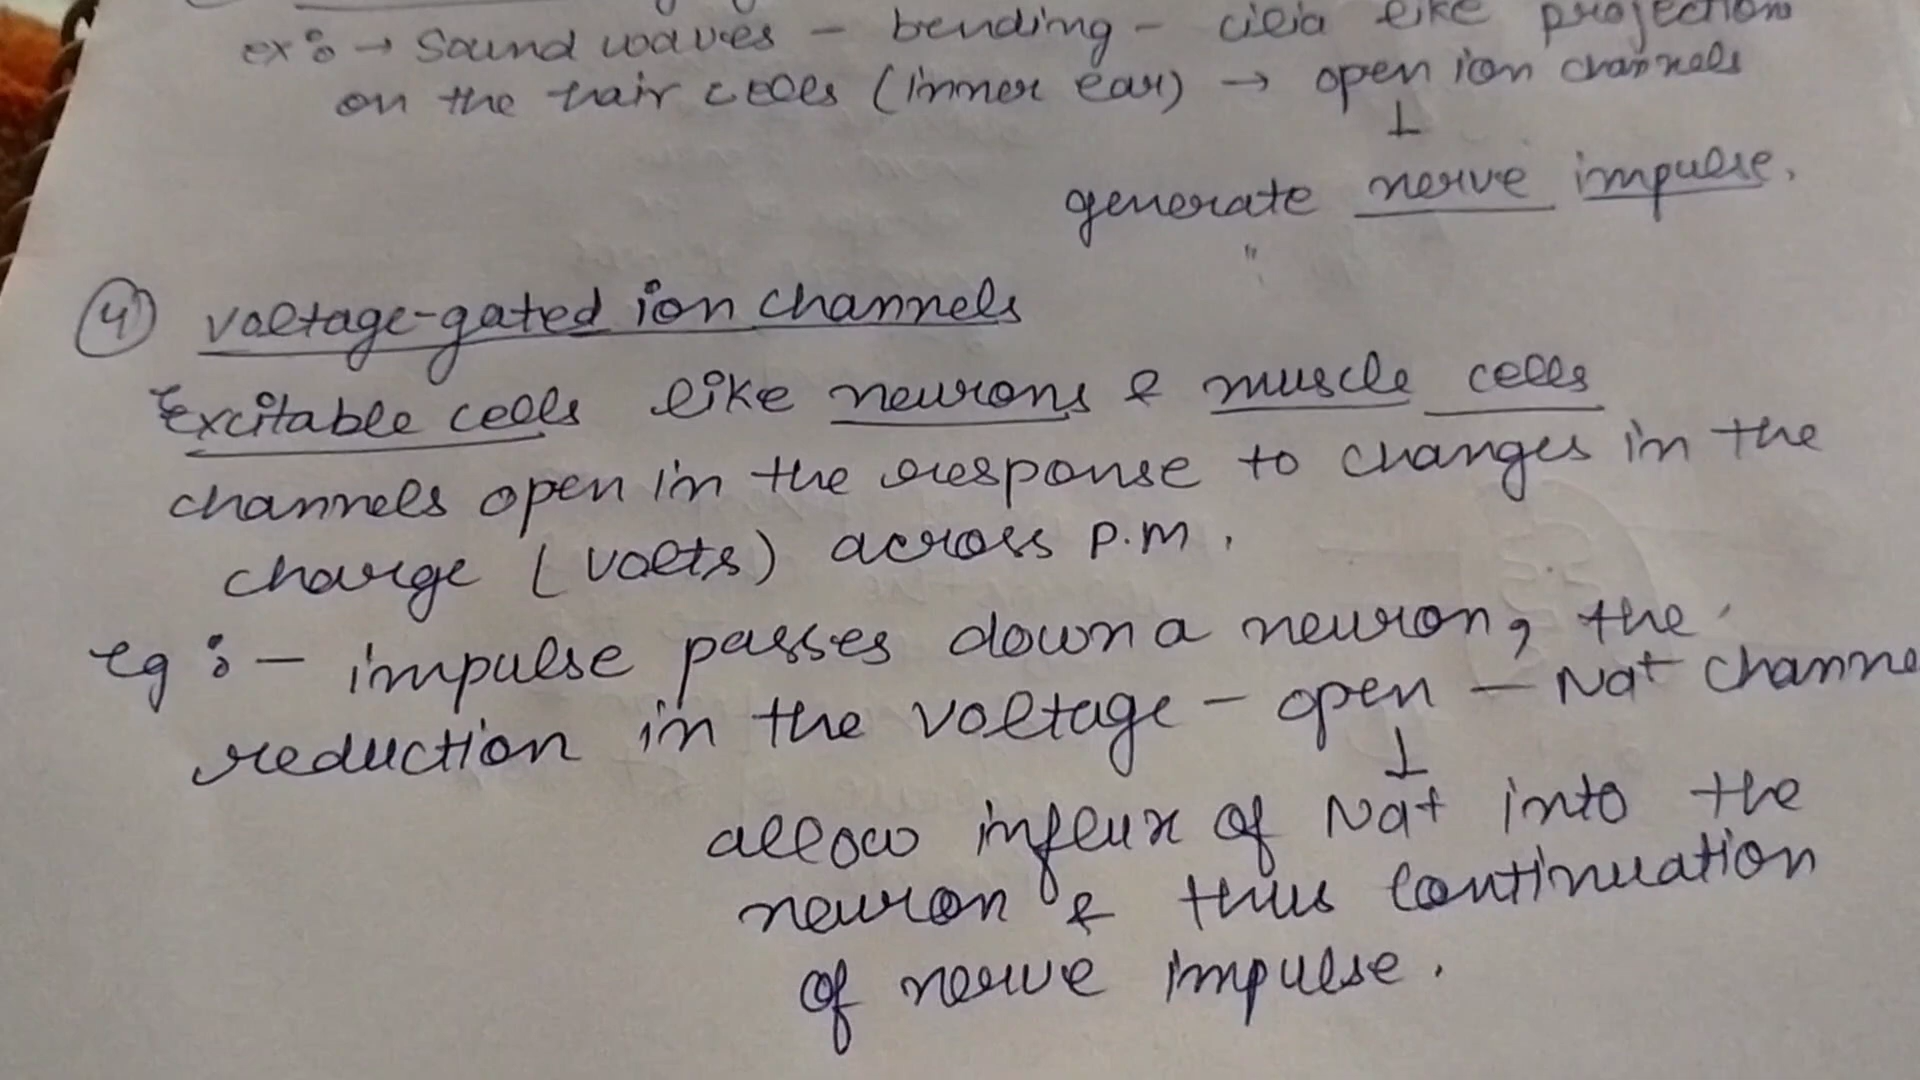 ex:→ Sound waves - bending - cilia like projection
on the hair cells (inner ear) → open ion channels
↓
generate nerve impulse.
④ voltage-gated ion channels
Excitable cells like neurons & muscle cells
channels open in the response to changes in the
charge (volts) across P.M.
eg:- impulse passes down a neuron, the
reduction in the voltage - open - Na+ channe
↓
allow influx of Na+ into the
neuron & thus continuation
of nerve impulse.